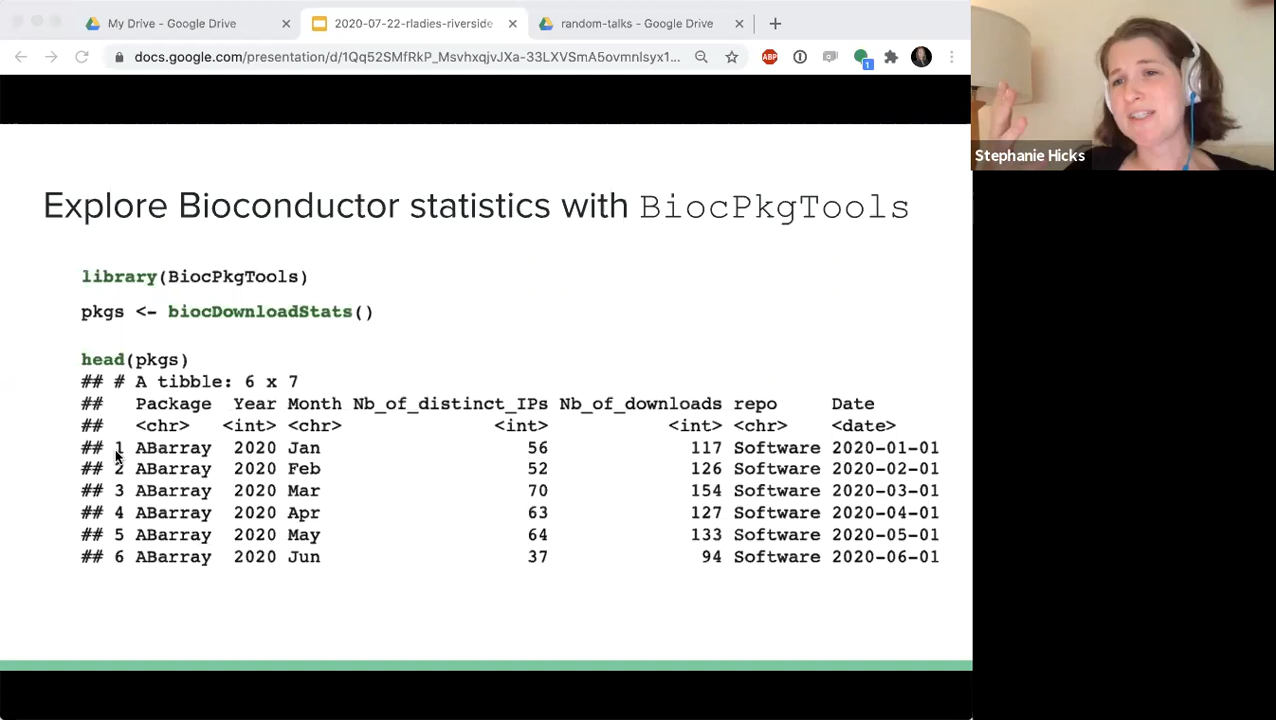 My Drive - Google Drive
2020-07-22-rladies-riverside
random-talks - Google Drive
docs.google.com/presentation/d/1Qq52SMfRkP_MsvhxqjvJXa-33LXVSmA5ovmnlsyx1...
ABP
1
Stephanie Hicks
Explore Bioconductor statistics with BiocPkgTools
library(BiocPkgTools)
pkgs <- biocDownloadStats()
head(pkgs)
## # A tibble: 6 x 7
## Package Year Month Nb_of_distinct_IPs Nb_of_downloads repo Date
## <chr> <int> <chr> <int> <int> <chr> <date>
## 1 ABarray 2020 Jan 56 117 Software 2020-01-01
## 2 ABarray 2020 Feb 52 126 Software 2020-02-01
## 3 ABarray 2020 Mar 70 154 Software 2020-03-01
## 4 ABarray 2020 Apr 63 127 Software 2020-04-01
## 5 ABarray 2020 May 64 133 Software 2020-05-01
## 6 ABarray 2020 Jun 37 94 Software 2020-06-01